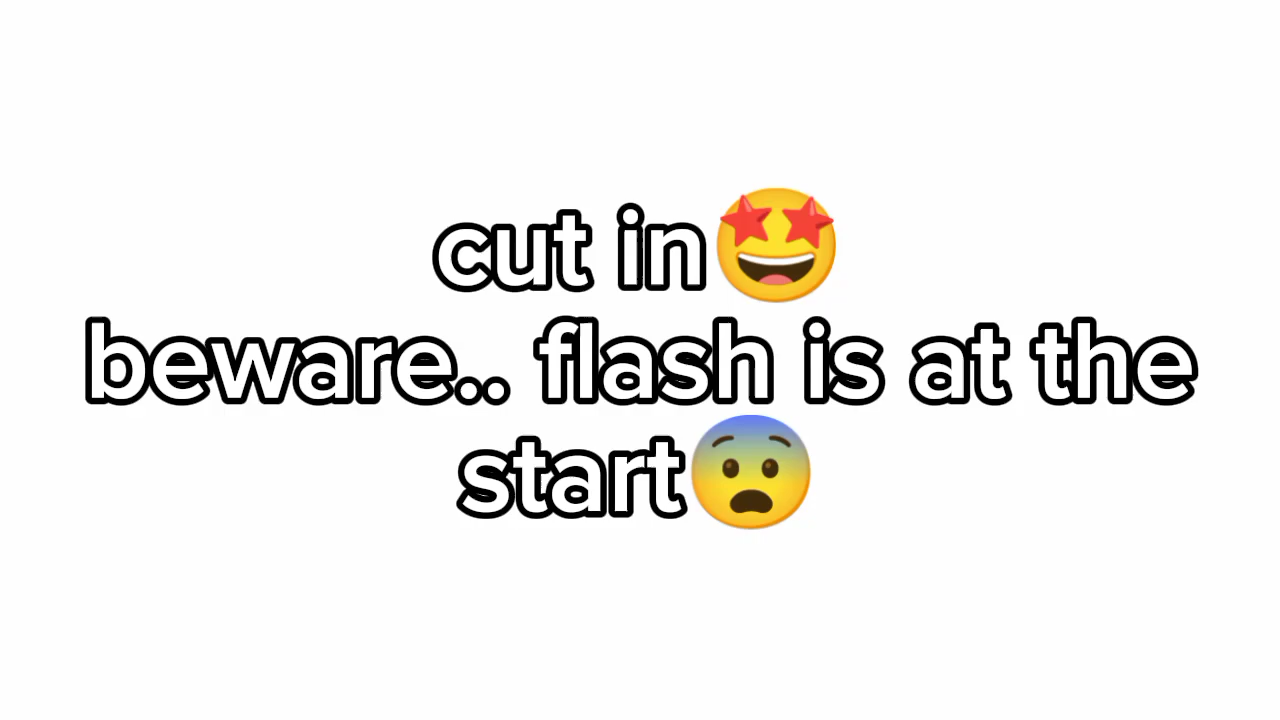 cut in🤩
beware.. flash is at the
start😨